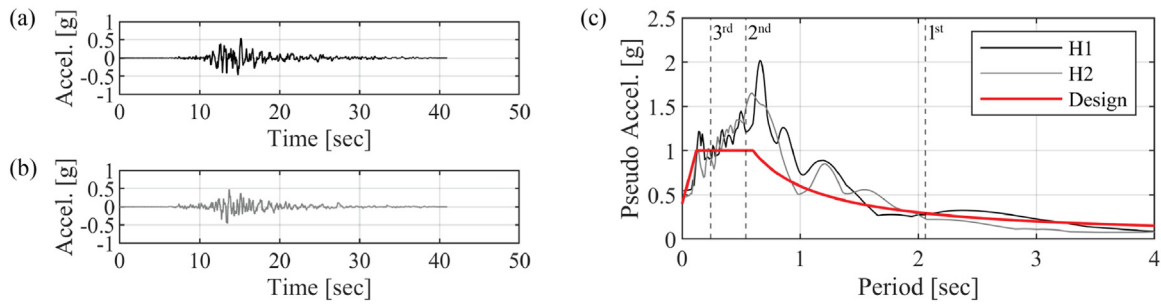 (a)
Accel. [g]
1
0.5
0
-0.5
-1
0 10 20 30 40 50
Time [sec]
(b)
Accel. [g]
1
0.5
0
-0.5
-1
0 10 20 30 40 50
Time [sec]
(c)
Pseudo Accel. [g]
2.5
2
1.5
1
0.5
0
3rd 2nd 1st
H1
H2
Design
0 1 2 3 4
Period [sec]